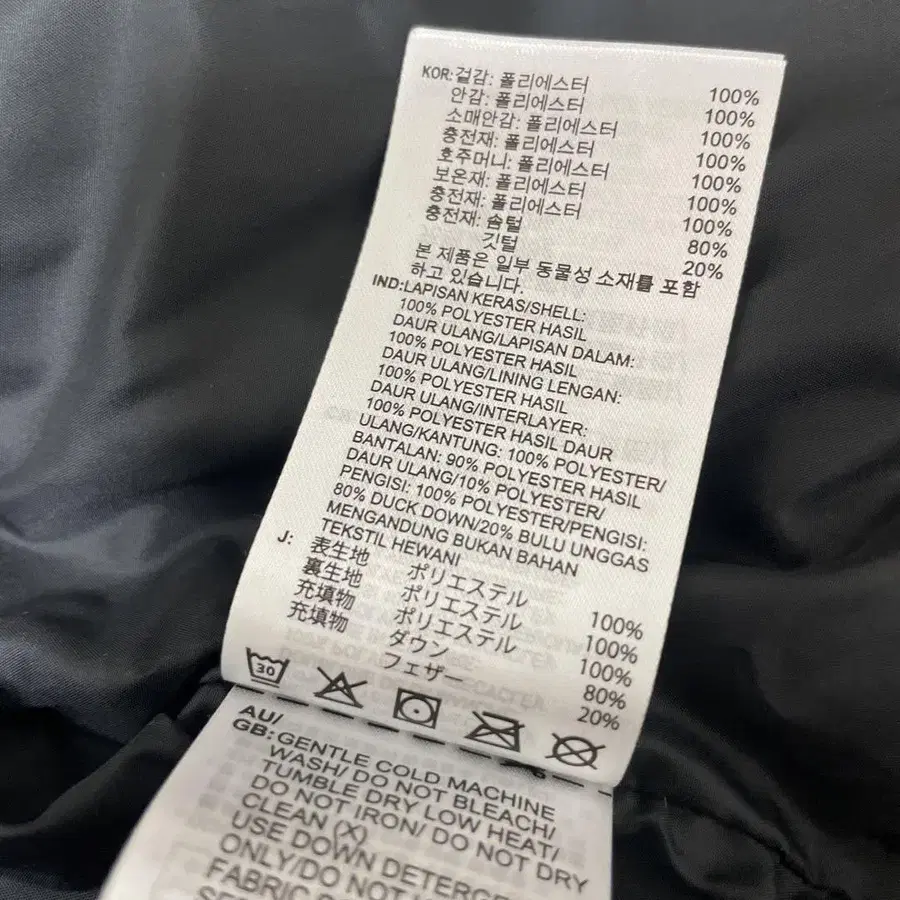 KOR: 겉감: 폴리에스터 100%
안감: 폴리에스터 100%
소매안감: 폴리에스터 100%
충전재: 폴리에스터 100%
호주머니: 폴리에스터 100%
보온재: 폴리에스터 100%
충전재: 폴리에스터 100%
충전재: 솜털 80%
깃털 20%
본 제품은 일부 동물성 소재를 포함
하고 있습니다.
IND: LAPISAN KERAS/SHELL:
100% POLYESTER HASIL
DAUR ULANG/LAPISAN DALAM:
100% POLYESTER HASIL
DAUR ULANG/LINING LENGAN:
100% POLYESTER HASIL
DAUR ULANG/INTERLAYER:
100% POLYESTER HASIL DAUR
ULANG/KANTUNG: 100% POLYESTER/
BANTALAN: 90% POLYESTER HASIL
DAUR ULANG/10% POLYESTER/
PENGISI: 100% POLYESTER/PENGISI:
80% DUCK DOWN/20% BULU UNGGAS
MENGANDUNG BUKAN BAHAN
TEKSTIL HEWANI
J: 表生地 ポリエステル 100%
裏生地 ポリエステル 100%
充填物 ポリエステル 100%
充填物 ダウン 80%
フェザー 20%
30
AU/
GB: GENTLE COLD MACHINE
WASH/ DO NOT BLEACH/
TUMBLE DRY LOW HEAT/
DO NOT IRON/ DO NOT DRY
CLEAN (X)
USE DOWN DETERGE
ONLY/DO NOT
FABRIC